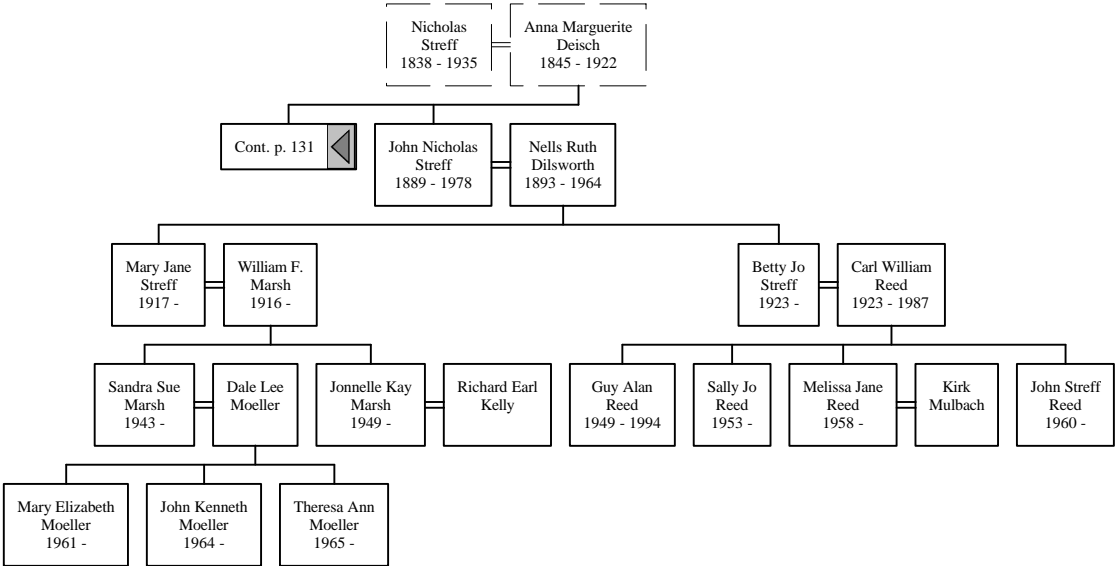 Nicholas
Streff
1838 - 1935
Anna Marguerite
Deisch
1845 - 1922
Cont. p. 131
John Nicholas
Streff
1889 - 1978
Nells Ruth
Dilsworth
1893 - 1964
Mary Jane
Streff
1917 -
William F.
Marsh
1916 -
Betty Jo
Streff
1923 -
Carl William
Reed
1923 - 1987
Sandra Sue
Marsh
1943 -
Dale Lee
Moeller
Jonnelle Kay
Marsh
1949 -
Richard Earl
Kelly
Guy Alan
Reed
1949 - 1994
Sally Jo
Reed
1953 -
Melissa Jane
Reed
1958 -
Kirk
Mulbach
John Streff
Reed
1960 -
Mary Elizabeth
Moeller
1961 -
John Kenneth
Moeller
1964 -
Theresa Ann
Moeller
1965 -